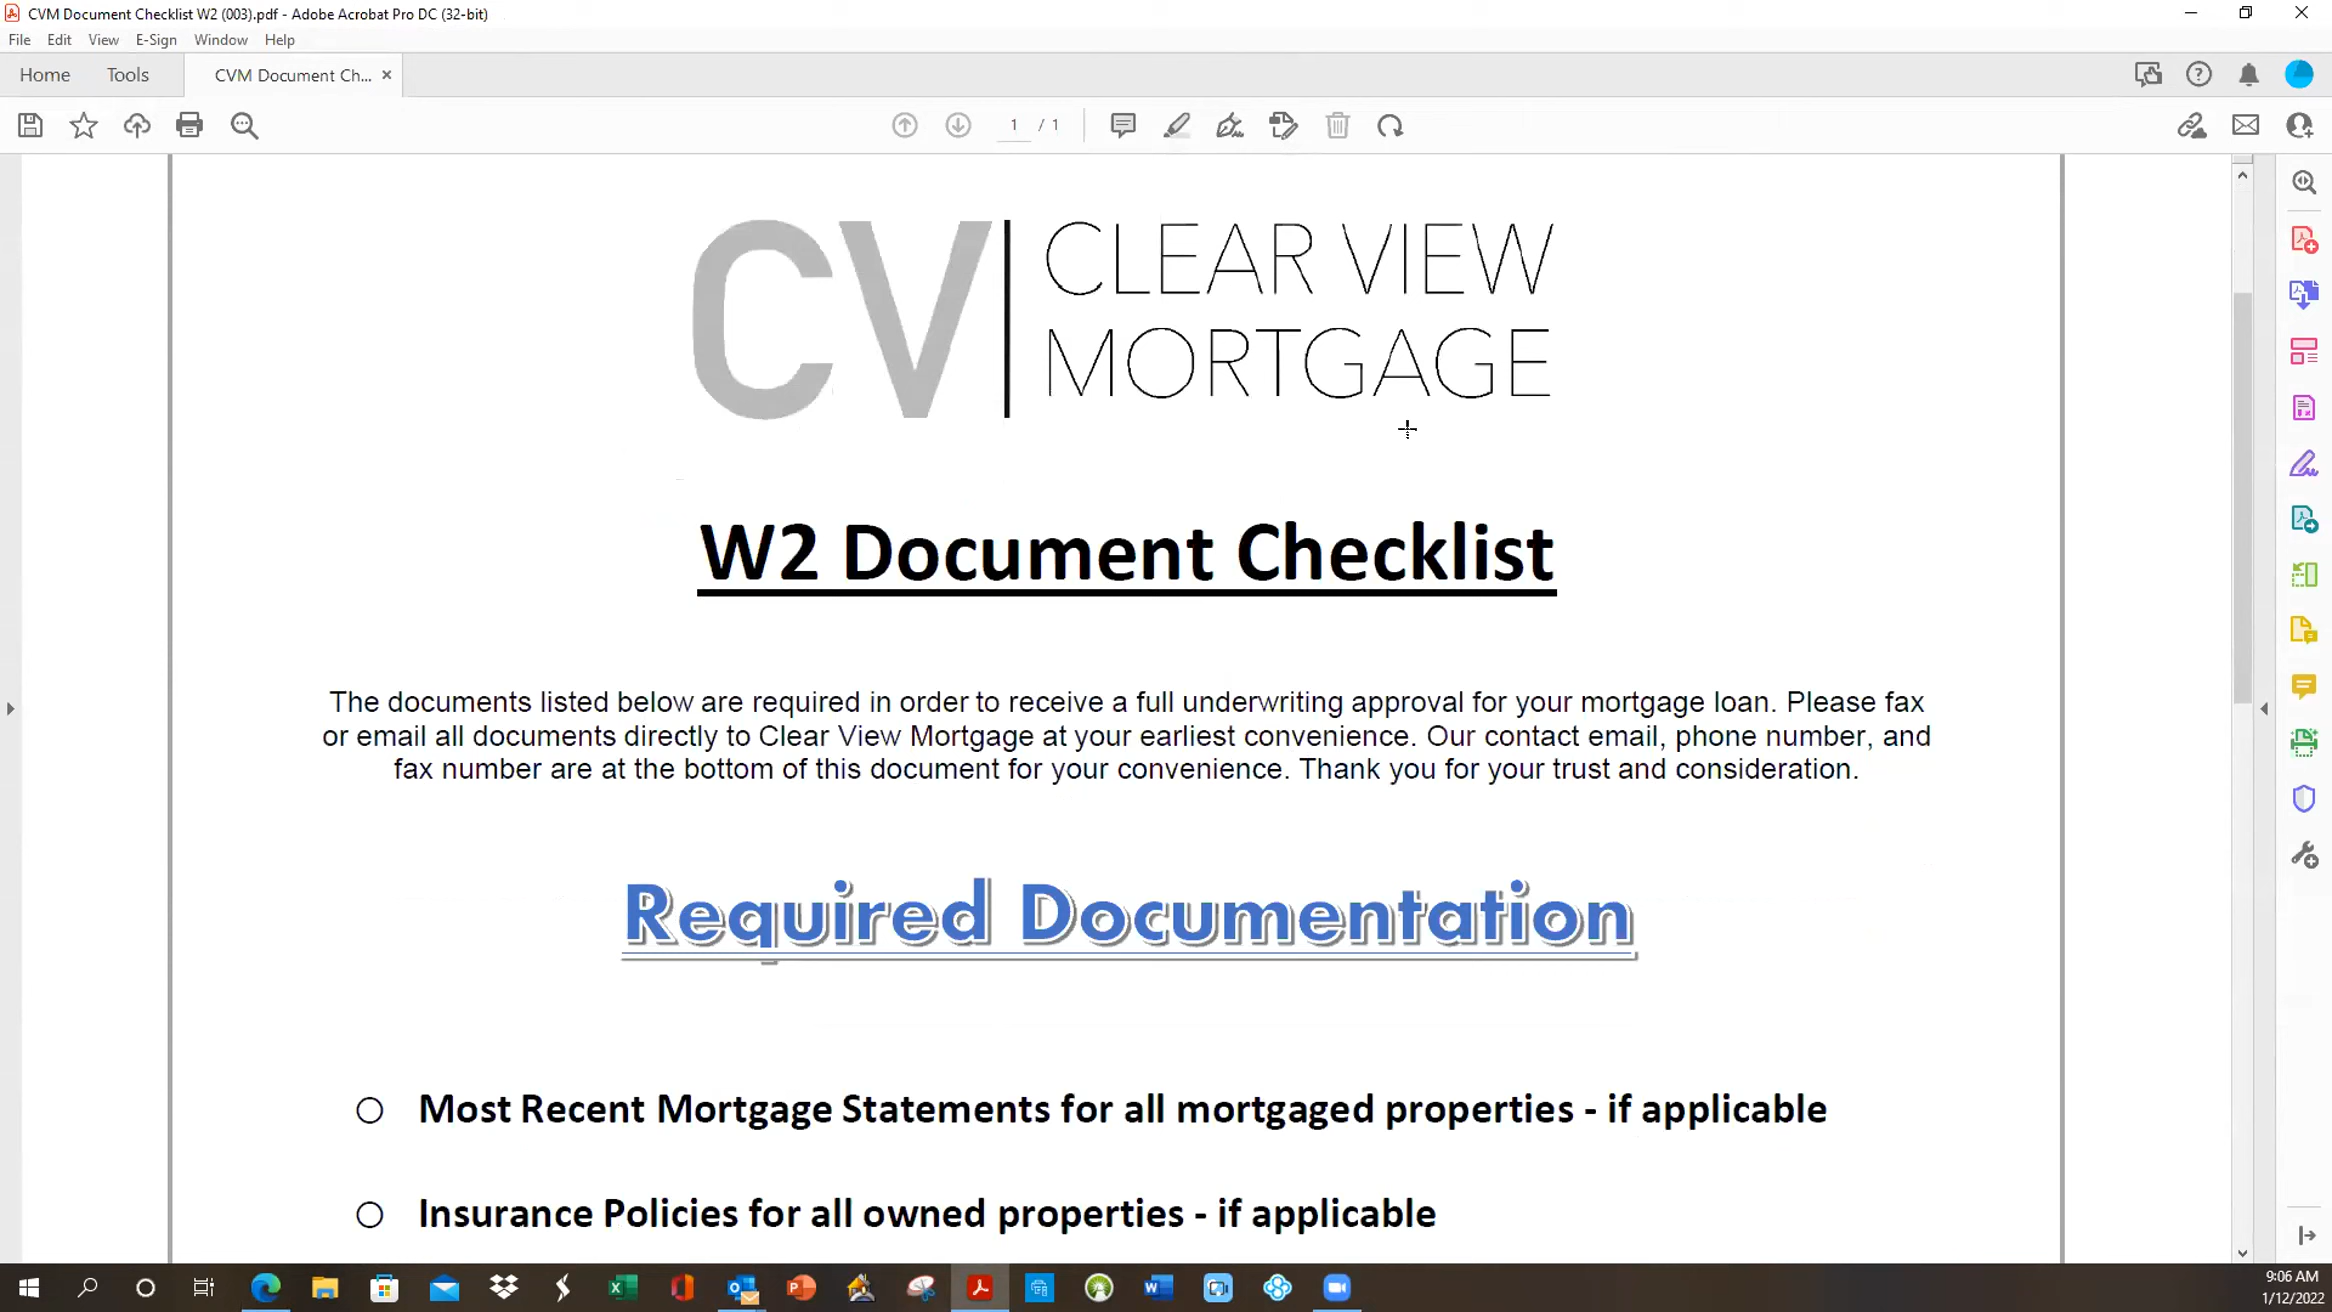 CVM Document Checklist W2 (003).pdf - Adobe Acrobat Pro DC (32-bit)
File Edit View E-Sign Window Help
Home Tools CVM Document Ch... ×
1 / 1
CV CLEAR VIEW
MORTGAGE
W2 Document Checklist
The documents listed below are required in order to receive a full underwriting approval for your mortgage loan. Please fax
or email all documents directly to Clear View Mortgage at your earliest convenience. Our contact email, phone number, and
fax number are at the bottom of this document for your convenience. Thank you for your trust and consideration.
Required Documentation
Most Recent Mortgage Statements for all mortgaged properties - if applicable
Insurance Policies for all owned properties - if applicable
9:06 AM
1/12/2022